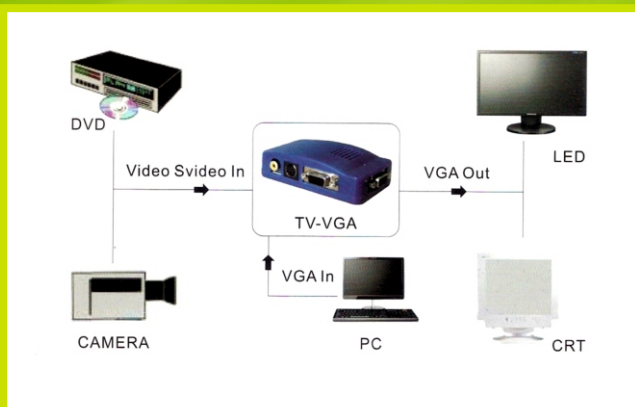 DVD
LED
Video Svideo In
VGA Out
TV-VGA
VGA In
CAMERA
PC
CRT